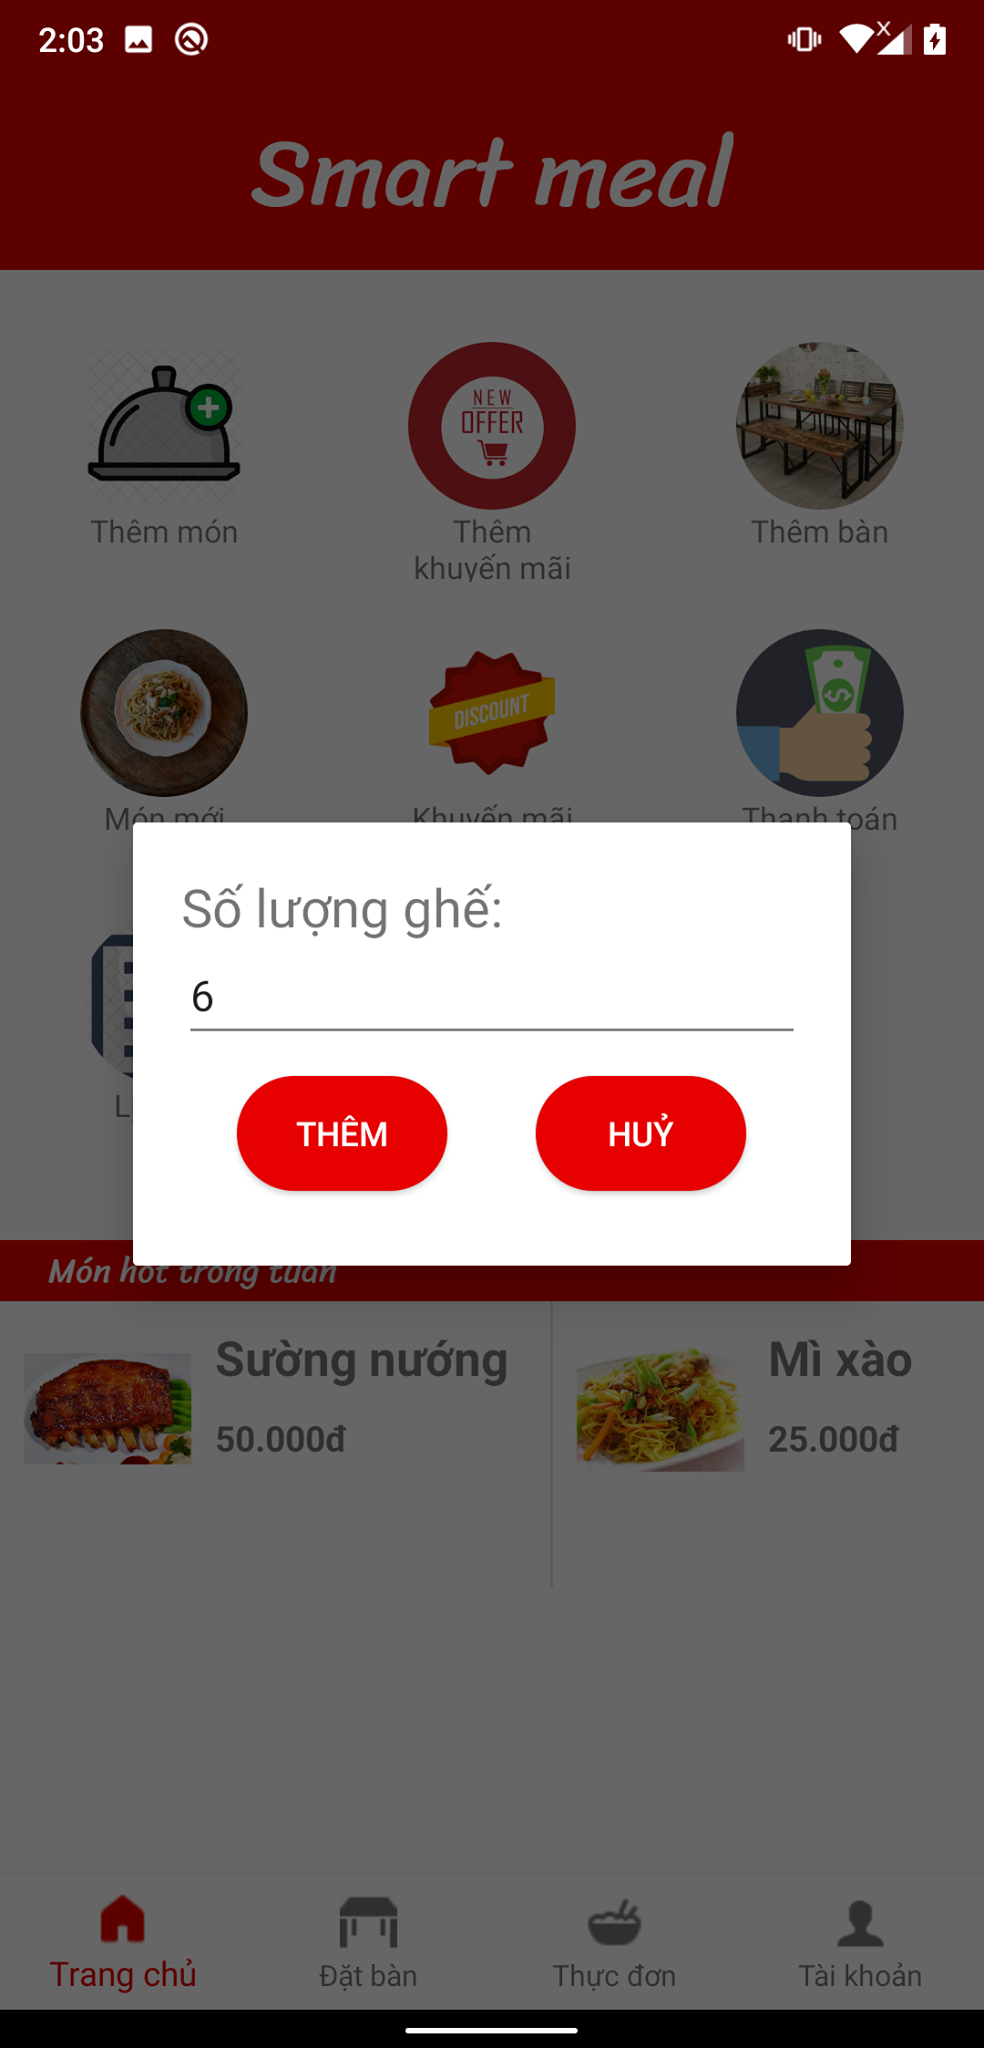 2:03
Smart meal
NEW
OFFER
Thêm món
Thêm
khuyến mãi
Thêm bàn
DISCOUNT
Món mới
Khuyến mãi
Thanh toán
Số lượng ghế:
6
THÊM
HUỶ
Món hot trong tuần
Sường nướng
50.000đ
Mì xào
25.000đ
Trang chủ
Đặt bàn
Thực đơn
Tài khoản